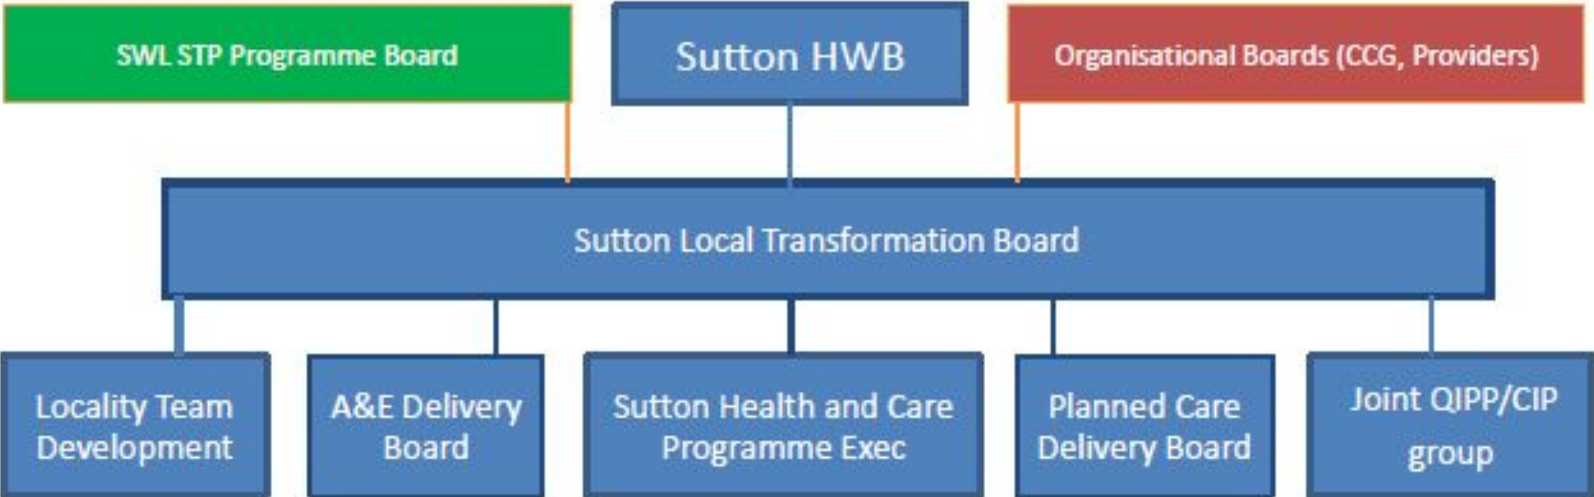 SWL STP Programme Board
Sutton HWB
Organisational Boards (CCG, Providers)
Sutton Local Transformation Board
Locality Team
Development
A&E Delivery
Board
Sutton Health and Care
Programme Exec
Planned Care
Delivery Board
Joint QIPP/CIP
group